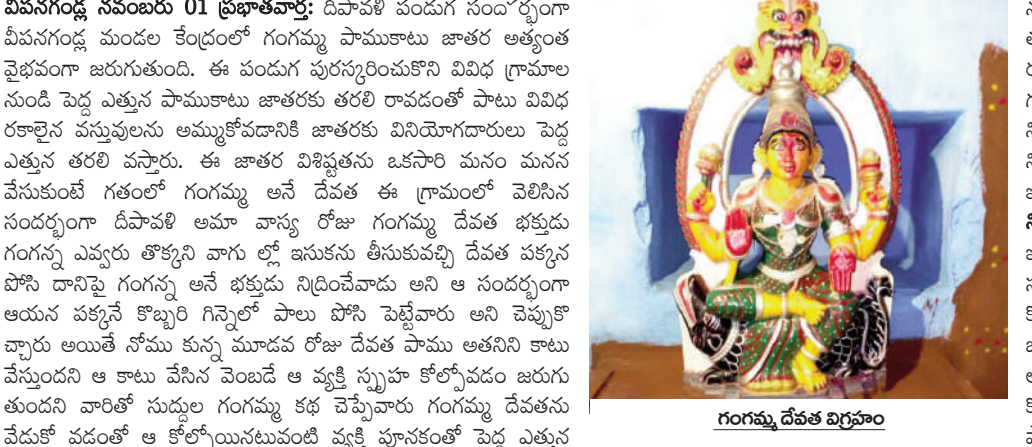 వీపనగండ్ల నవంబరు 01 ప్రభాతవార్త: దీపావళి పండుగ సందర్భంగా
వీపనగండ్ల మండల కేంద్రంలో గంగమ్మ పాముకాటు జాతర అత్యంత
వైభవంగా జరుగుతుంది. ఈ పండుగ పురస్కరించుకొని వివిధ గ్రామాల
నుండి పెద్ద ఎత్తున పాముకాటు జాతరకు తరలి రావడంతో పాటు వివిధ
రకాలైన వస్తువులను అమ్ముకోవడానికి జాతరకు వినియోగదారులు పెద్ద
ఎత్తున తరలి వస్తారు. ఈ జాతర విశిష్టతను ఒకసారి మనం మనన
వేసుకుంటే గతంలో గంగమ్మ అనే దేవత ఈ గ్రామంలో వెలిసిన
సందర్భంగా దీపావళి అమా వాస్య రోజు గంగమ్మ దేవత భక్తుడు
గంగన్న ఎవ్వరు తొక్కని వాగు ల్లో ఇసుకను తీసుకువచ్చి దేవత పక్కన
పోసి దానిపై గంగన్న అనే భక్తుడు నిద్రించేవాడు అని ఆ సందర్భంగా
ఆయన పక్కనే కొబ్బరి గిన్నెలో పాలు పోసి పెట్టేవారు అని చెప్పుకొ
చ్చారు అయితే నోము కున్న మూడవ రోజు దేవత పాము అతనిని కాటు
వేస్తుందని ఆ కాటు వేసిన వెంబడే ఆ వ్యక్తి స్పృహ కోల్పోవడం జరుగు
తుందని వారితో సుద్దుల గంగమ్మ కథ చెప్పేవారు గంగమ్మ దేవతను
వేడుకో వడంతో ఆ కోల్పోయినటువంటి వ్యక్తి పూనకంతో పెద్ద ఎత్తున
గంగమ్మ దేవత విగ్రహం